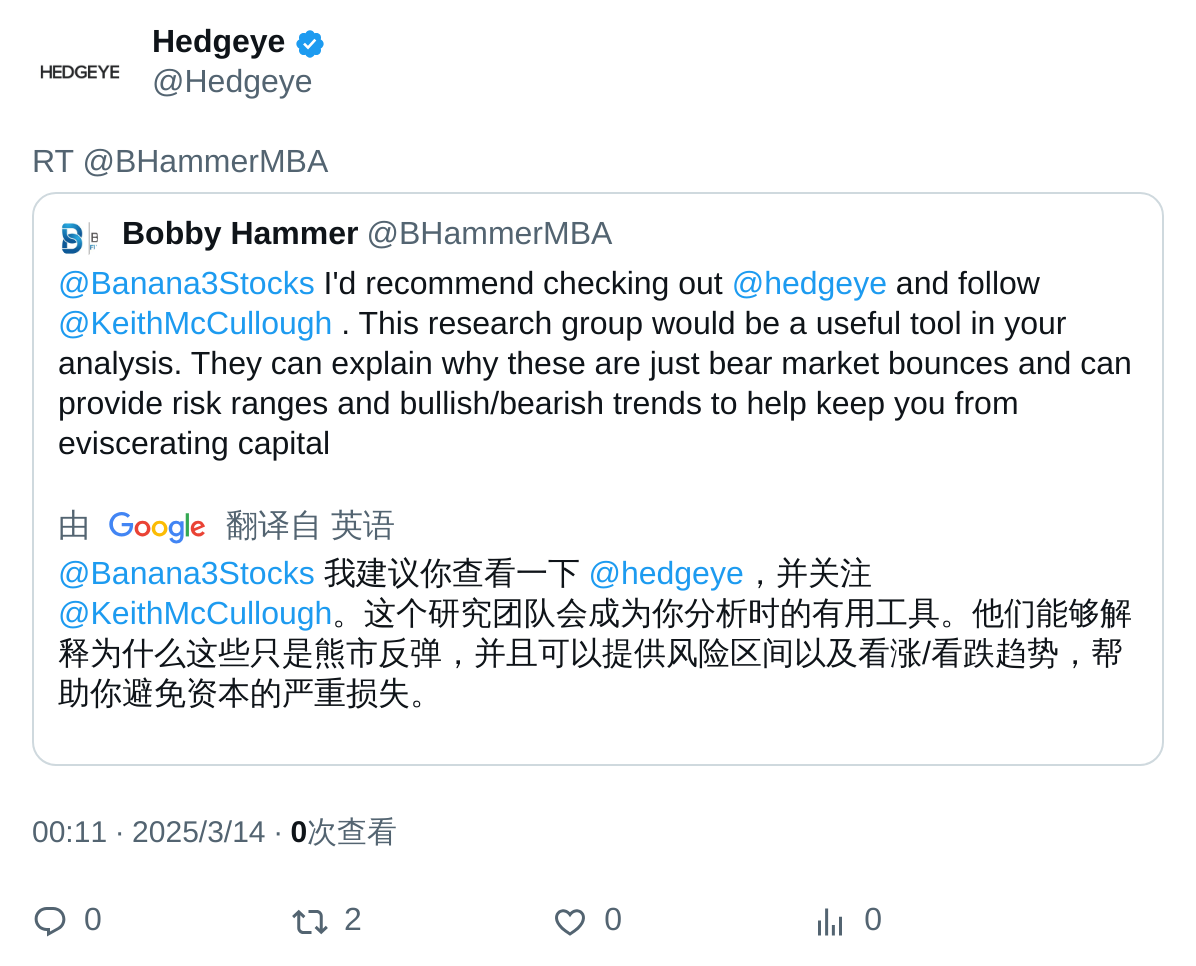 Hedgeye
HEDGEYE
@Hedgeye
RT @BHammerMBA
Bobby Hammer @BHammerMBA
@Banana3Stocks I'd recommend checking out @hedgeye and follow
@KeithMcCullough . This research group would be a useful tool in your
analysis. They can explain why these are just bear market bounces and can
provide risk ranges and bullish/bearish trends to help keep you from
eviscerating capital
由 Google 翻译自 英语
@Banana3Stocks 我建议你查看一下 @hedgeye，并关注
@KeithMcCullough。这个研究团队会成为你分析时的有用工具。他们能够解
释为什么这些只是熊市反弹，并且可以提供风险区间以及看涨/看跌趋势，帮
助你避免资本的严重损失。
00:11 · 2025/3/14 · 0次查看
0 2 0 0